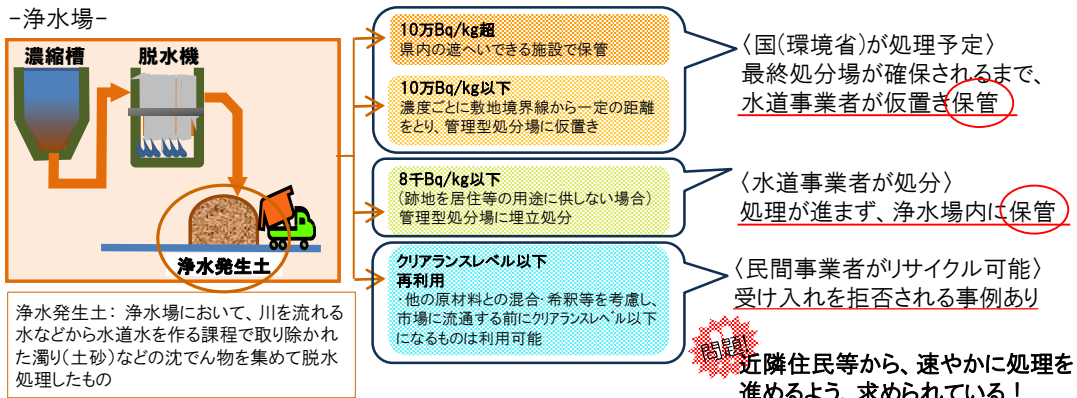 -浄水場-
濃縮槽
脱水機
浄水発生土
浄水発生土： 浄水場において、川を流れる
水などから水道水を作る課程で取り除かれ
た濁り(土砂)などの沈でん物を集めて脱水
処理したもの
10万Bq/kg超
県内の遮へいできる施設で保管
10万Bq/kg以下
濃度ごとに敷地境界線から一定の距離
をとり、管理型処分場に仮置き
8千Bq/kg以下
(跡地を居住等の用途に供しない場合)
管理型処分場に埋立処分
クリアランスレベル以下
再利用
・他の原材料との混合・希釈等を考慮し、
市場に流通する前にクリアランスレベル以下
になるものは利用可能
〈国(環境省)が処理予定〉
最終処分場が確保されるまで、
水道事業者が仮置き保管
〈水道事業者が処分〉
処理が進まず、浄水場内に保管
〈民間事業者がリサイクル可能〉
受け入れを拒否される事例あり
問題!
近隣住民等から、速やかに処理を
進めるよう、求められている！